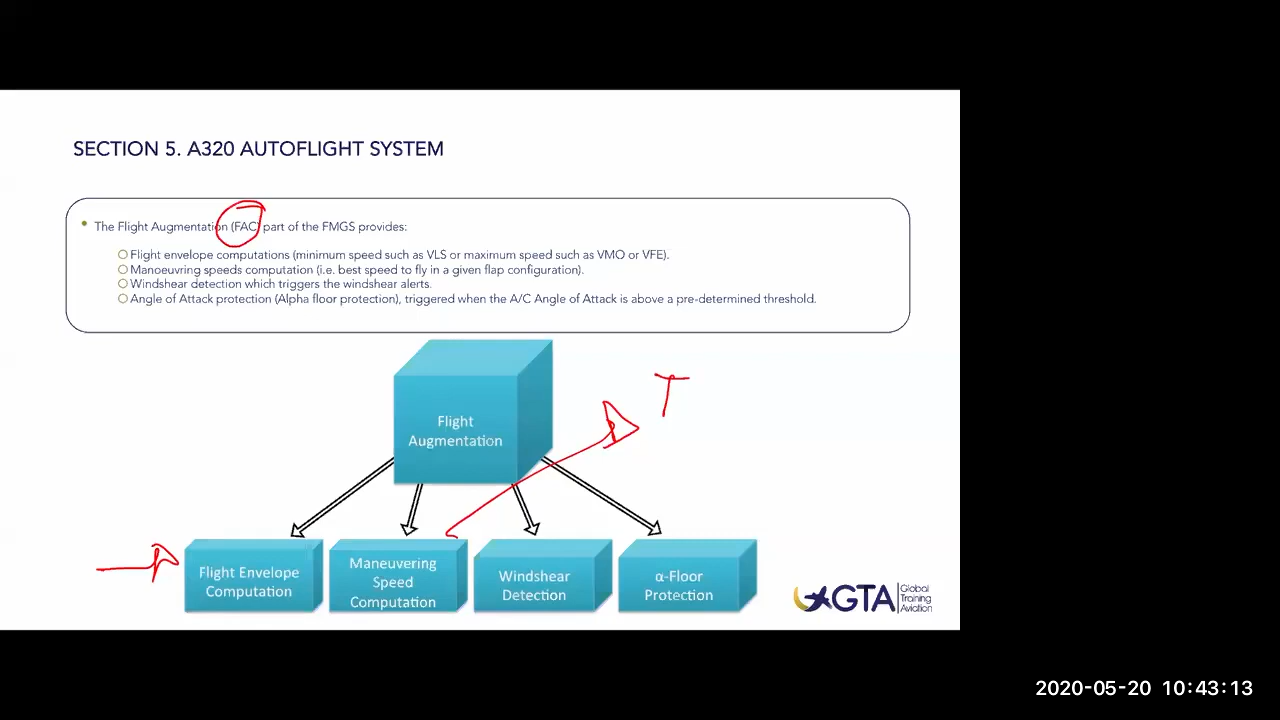 SECTION 5. A320 AUTOFLIGHT SYSTEM
• The Flight Augmentation (FAC) part of the FMGS provides:
Flight envelope computations (minimum speed such as VLS or maximum speed such as VMO or VFE).
Manoeuvring speeds computation (i.e. best speed to fly in a given flap configuration).
Windshear detection which triggers the windshear alerts.
Angle of Attack protection (Alpha floor protection), triggered when the A/C Angle of Attack is above a pre-determined threshold.
T
Flight
Augmentation
Flight Envelope
Computation
Maneuvering
Speed
Computation
Windshear
Detection
α-Floor
Protection
GTA
Global
Training
Aviation
2020-05-20 10:43:13